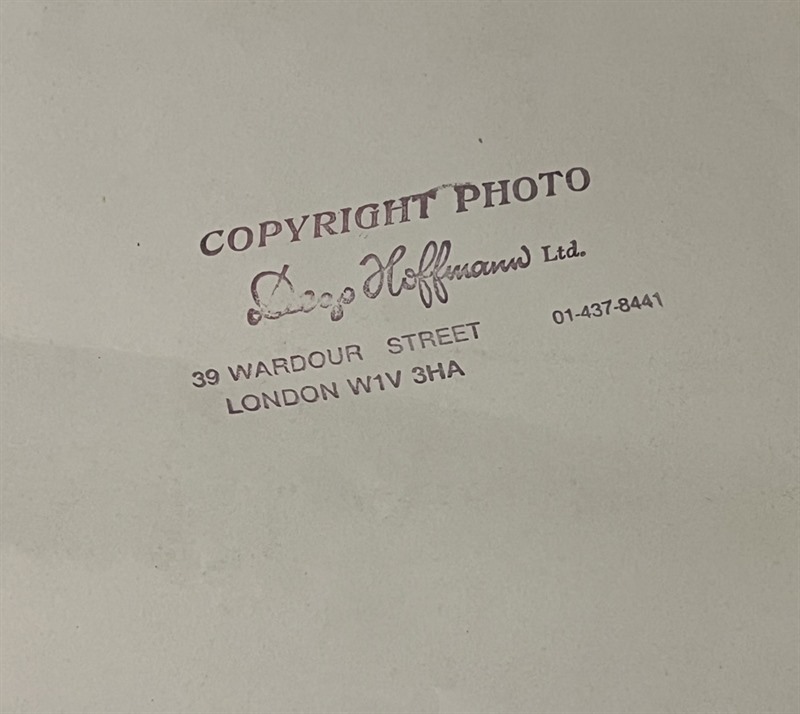 COPYRIGHT PHOTO
Dezo Hoffmann Ltd.
39 WARDOUR STREET 01-437-8441
LONDON W1V 3HA